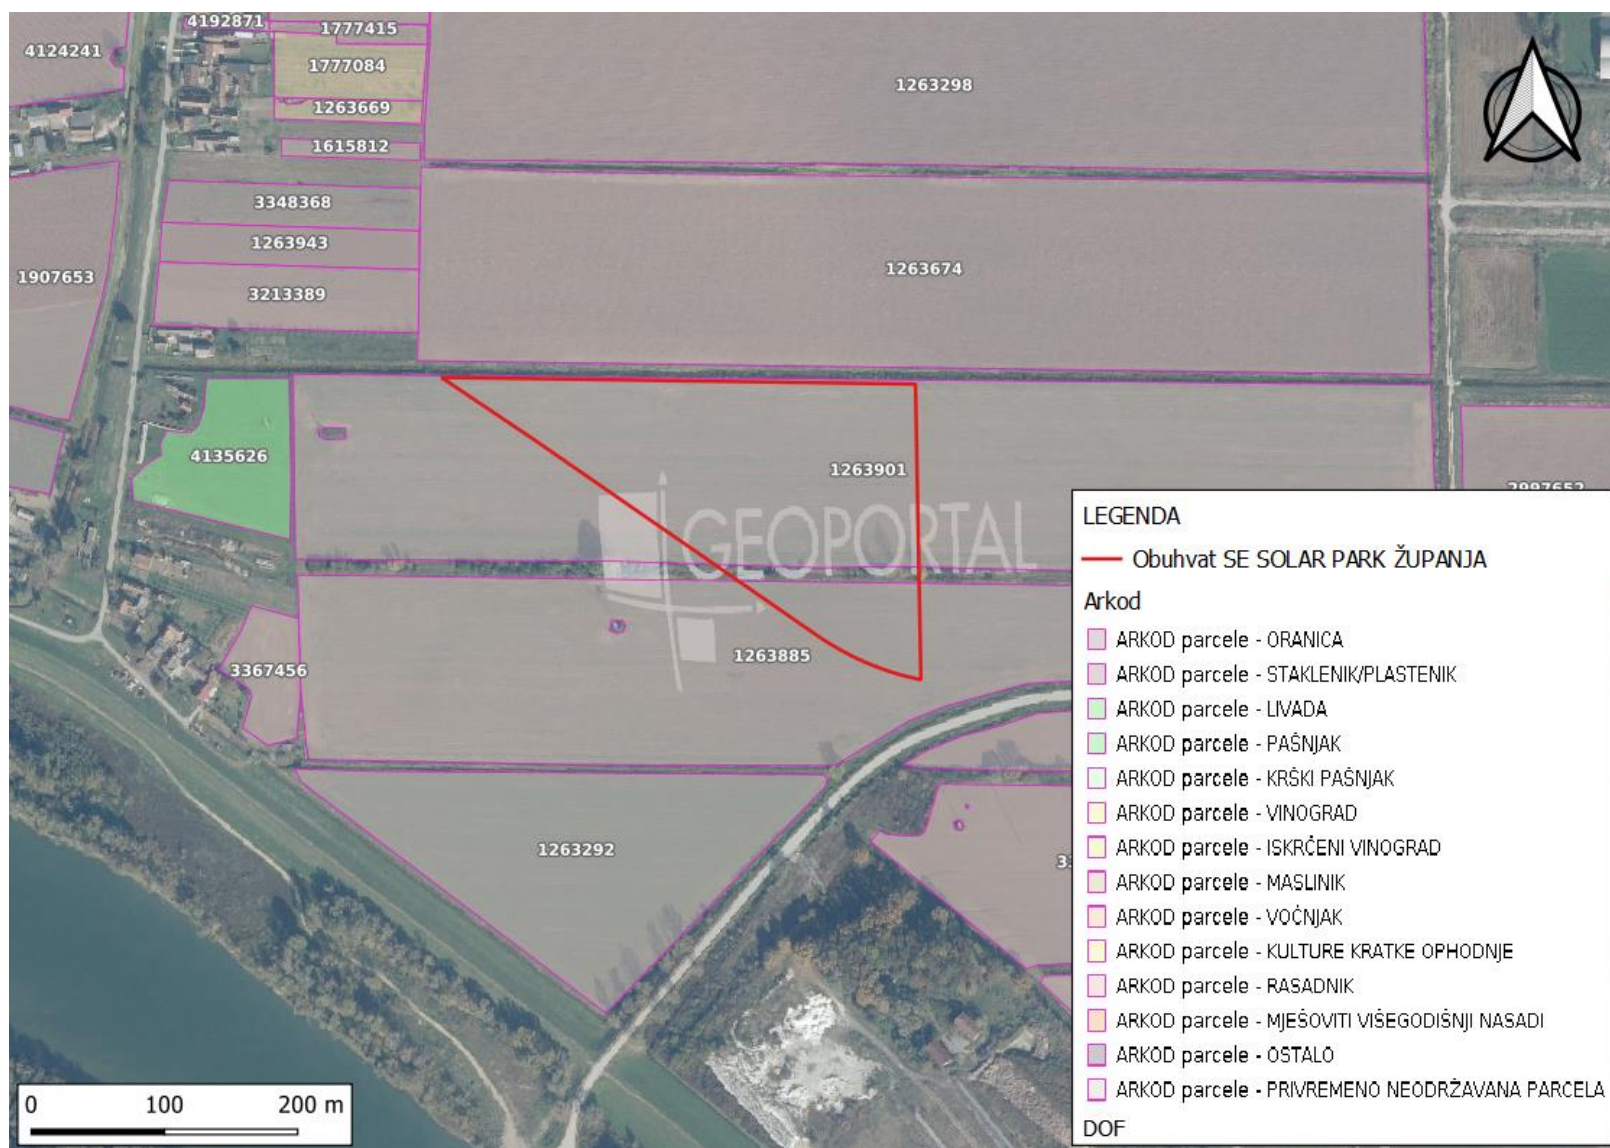 4192871
1777415
4124241
1777084
1263298
1263669
1615812
3348368
1263943
1263674
1907653
3213389
4135626
1263901
2997652
GEOPORTAL
1263885
3367456
1263292
LEGENDA
Obuhvat SE SOLAR PARK ŽUPANJA
Arkod
ARKOD parcele - ORANICA
ARKOD parcele - STAKLENIK/PLASTENIK
ARKOD parcele - LIVADA
ARKOD parcele - PAŠNJAK
ARKOD parcele - KRŠKI PAŠNJAK
ARKOD parcele - VINOGRAD
ARKOD parcele - ISKRČENI VINOGRAD
ARKOD parcele - MASLINIK
ARKOD parcele - VOĆNJAK
ARKOD parcele - KULTURE KRATKE OPHODNJE
ARKOD parcele - RASADNIK
ARKOD parcele - MJEŠOVITI VIŠEGODIŠNJI NASADI
ARKOD parcele - OSTALO
ARKOD parcele - PRIVREMENO NEODRŽAVANA PARCELA
DOF
0 100 200 m